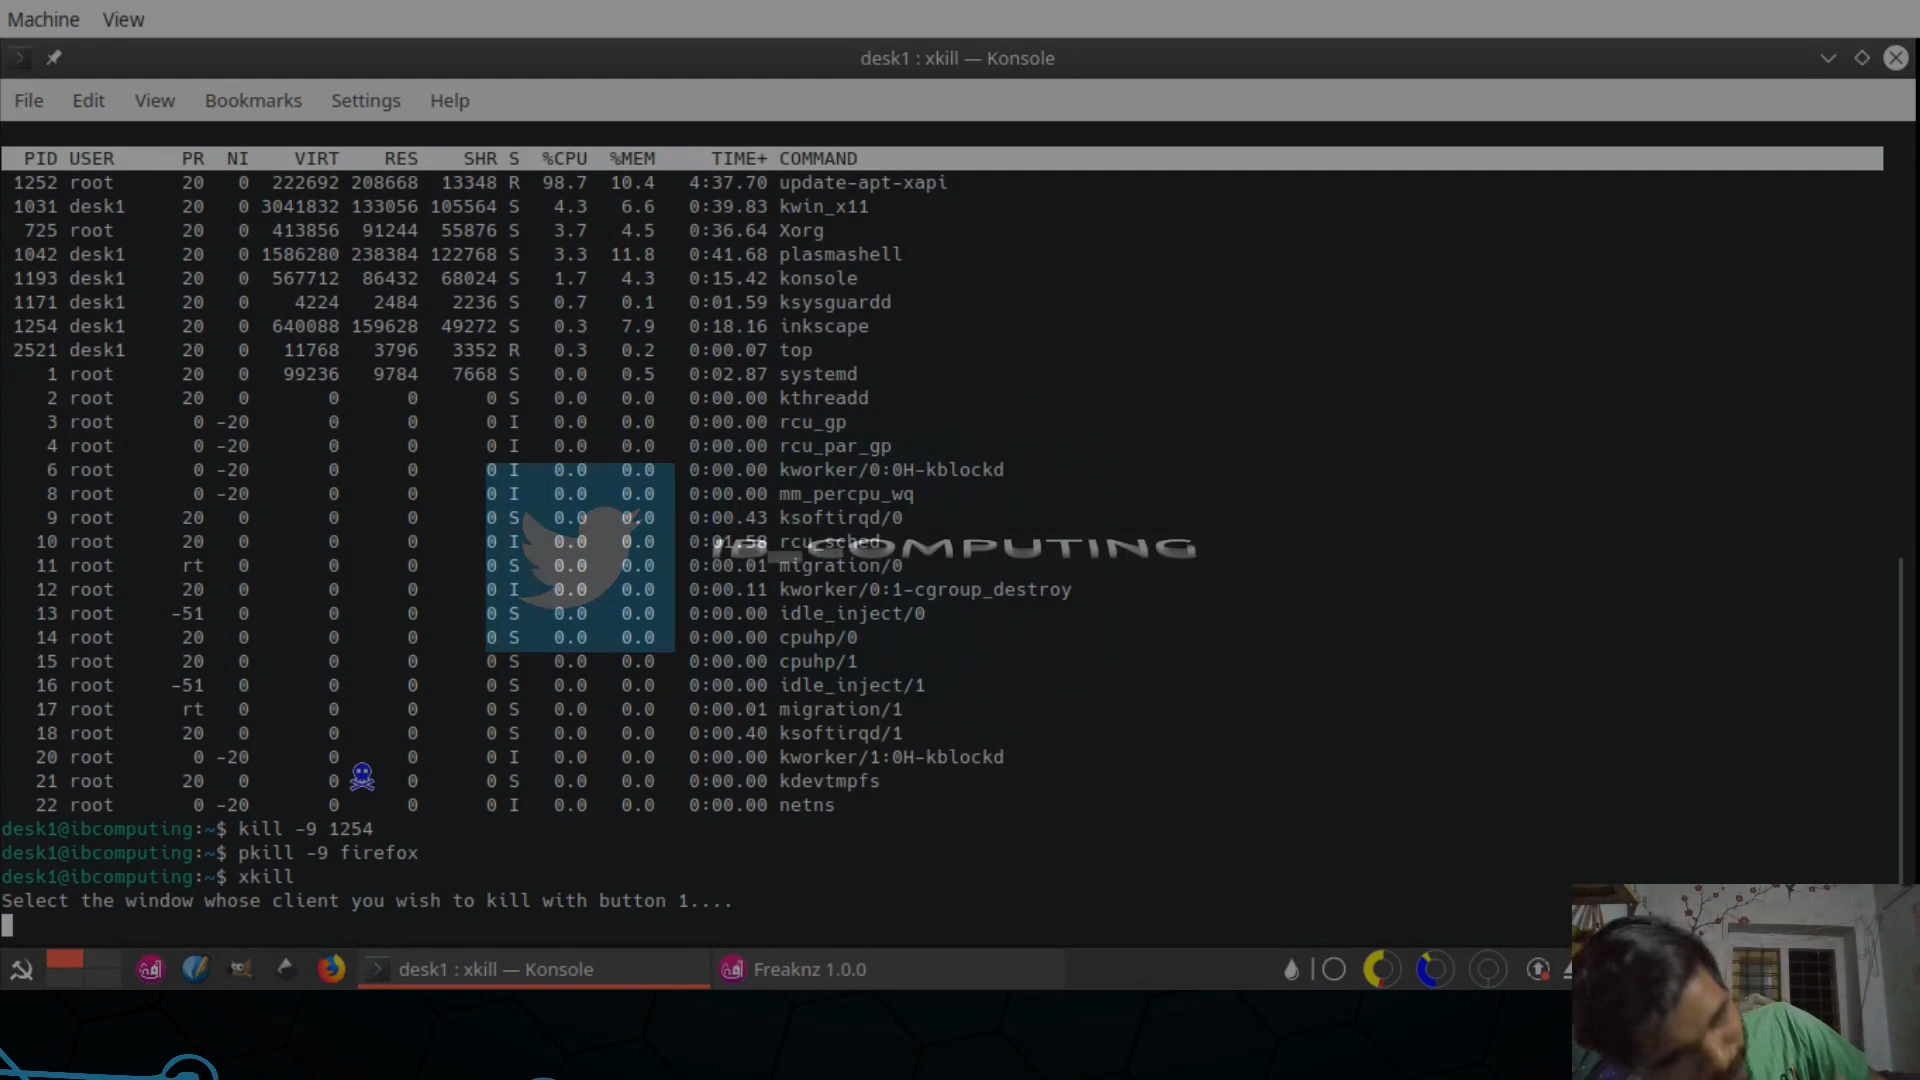 Machine View
desk1 : xkill — Konsole
File Edit View Bookmarks Settings Help
PID USER PR NI VIRT RES SHR S %CPU %MEM TIME+ COMMAND
1252 root 20 0 222692 208668 13348 R 98.7 10.4 4:37.70 update-apt-xapi
1031 desk1 20 0 3041832 133056 105564 S 4.3 6.6 0:39.83 kwin_x11
725 root 20 0 413856 91244 55876 S 3.7 4.5 0:36.64 Xorg
1042 desk1 20 0 1586280 238384 122768 S 3.3 11.8 0:41.68 plasmashell
1193 desk1 20 0 567712 86432 68024 S 1.7 4.3 0:15.42 konsole
1171 desk1 20 0 4224 2484 2236 S 0.7 0.1 0:01.59 ksysguardd
1254 desk1 20 0 640088 159628 49272 S 0.3 7.9 0:18.16 inkscape
2521 desk1 20 0 11768 3796 3352 R 0.3 0.2 0:00.07 top
1 root 20 0 99236 9784 7668 S 0.0 0.5 0:02.87 systemd
2 root 20 0 0 0 0 S 0.0 0.0 0:00.00 kthreadd
3 root 0 -20 0 0 0 I 0.0 0.0 0:00.00 rcu_gp
4 root 0 -20 0 0 0 I 0.0 0.0 0:00.00 rcu_par_gp
6 root 0 -20 0 0 0 I 0.0 0.0 0:00.00 kworker/0:0H-kblockd
8 root 0 -20 0 0 0 I 0.0 0.0 0:00.00 mm_percpu_wq
9 root 20 0 0 0 0 S 0.0 0.0 0:00.43 ksoftirqd/0
10 root 20 0 0 0 0 I 0.0 0.0 0:01.58 rcu_sched
IB_COMPUTING
11 root rt 0 0 0 0 S 0.0 0.0 0:00.01 migration/0
12 root 20 0 0 0 0 I 0.0 0.0 0:00.11 kworker/0:1-cgroup_destroy
13 root -51 0 0 0 0 S 0.0 0.0 0:00.00 idle_inject/0
14 root 20 0 0 0 0 S 0.0 0.0 0:00.00 cpuhp/0
15 root 20 0 0 0 0 S 0.0 0.0 0:00.00 cpuhp/1
16 root -51 0 0 0 0 S 0.0 0.0 0:00.00 idle_inject/1
17 root rt 0 0 0 0 S 0.0 0.0 0:00.01 migration/1
18 root 20 0 0 0 0 S 0.0 0.0 0:00.40 ksoftirqd/1
20 root 0 -20 0 0 0 I 0.0 0.0 0:00.00 kworker/1:0H-kblockd
21 root 20 0 0 0 0 S 0.0 0.0 0:00.00 kdevtmpfs
22 root 0 -20 0 0 0 I 0.0 0.0 0:00.00 netns
desk1@ibcomputing:~$ kill -9 1254
desk1@ibcomputing:~$ pkill -9 firefox
desk1@ibcomputing:~$ xkill
Select the window whose client you wish to kill with button 1....
desk1 : xkill — Konsole Freaknz 1.0.0